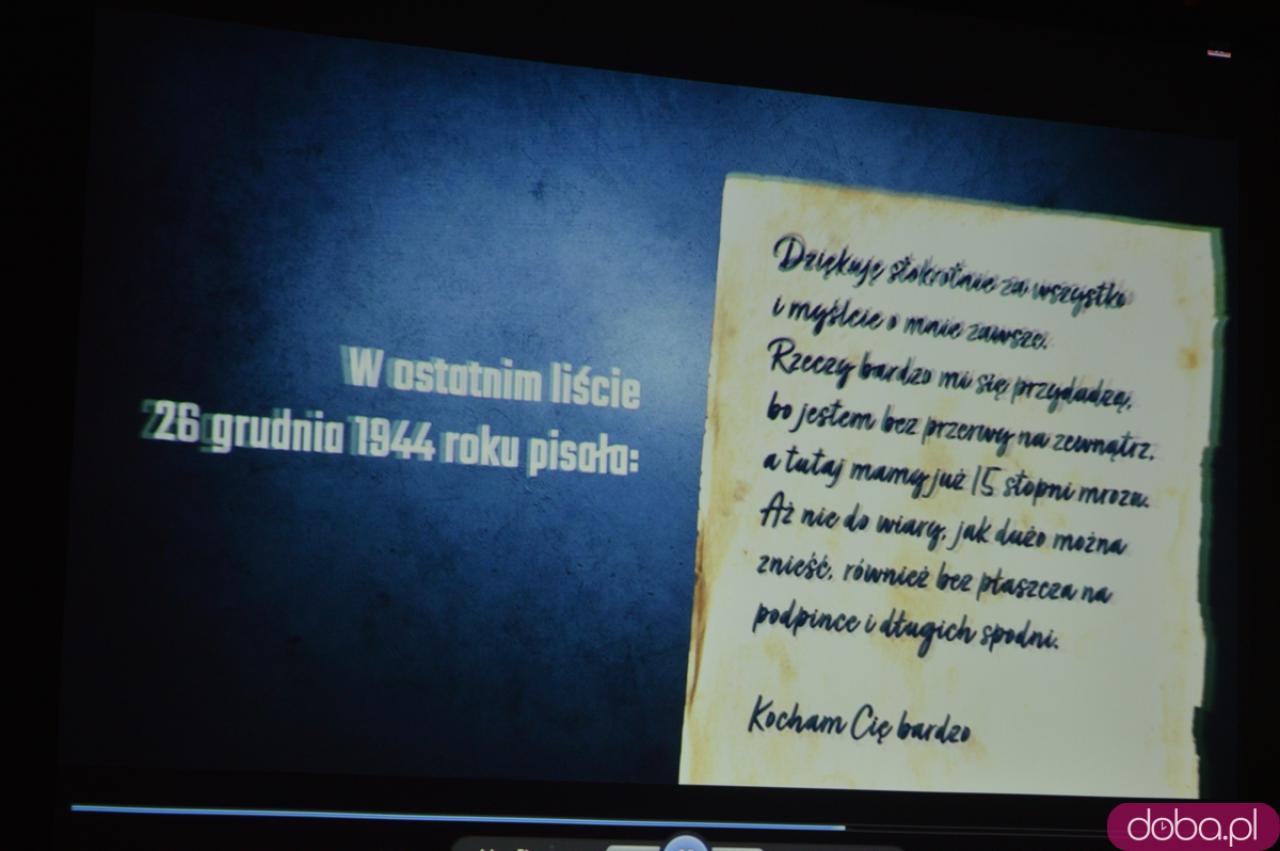 W ostatnim liście
26 grudnia 1944 roku pisała:
Dziękuję stokrotnie za wszystko
i myślcie o mnie zawsze.
Rzeczy bardzo mi się przydadzą,
bo jestem bez przerwy na zewnątrz,
a tutaj mamy już 15 stopni mrozu.
Aż nie do wiary, jak dużo można
znieść, również bez płaszcza na
podpince i długich spodni.
Kocham Cię bardzo
doba.pl